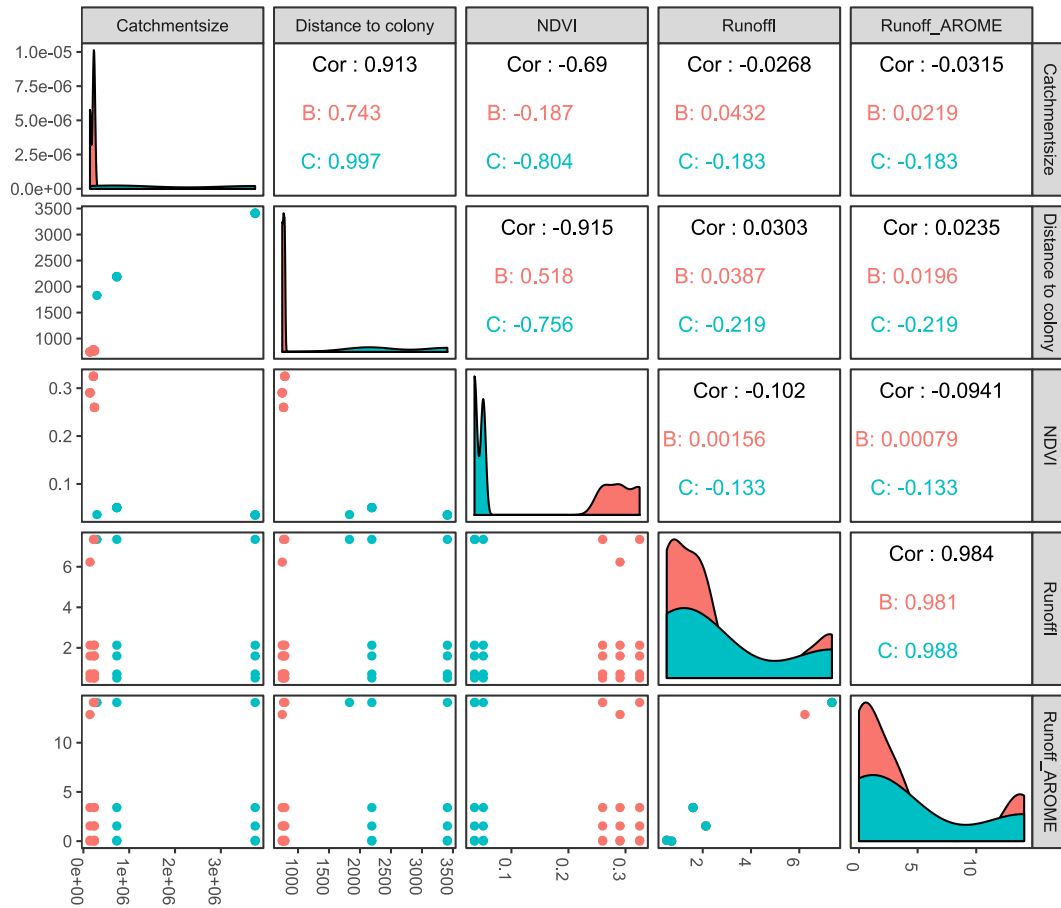 Catchmentsize
Distance to colony
NDVI
Runoffl
Runoff_AROME
1.0e-05
7.5e-06
5.0e-06
2.5e-06
0.0e+00
Cor : 0.913
B: 0.743
C: 0.997
Cor : -0.69
B: -0.187
C: -0.804
Cor : -0.0268
B: 0.0432
C: -0.183
Cor : -0.0315
B: 0.0219
C: -0.183
Catchmentsize
3500
3000
2500
2000
1500
1000
Cor : -0.915
B: 0.518
C: -0.756
Cor : 0.0303
B: 0.0387
C: -0.219
Cor : 0.0235
B: 0.0196
C: -0.219
Distance to colony
0.3
0.2
0.1
Cor : -0.102
B: 0.00156
C: -0.133
Cor : -0.0941
B: 0.00079
C: -0.133
NDVI
6
4
2
Cor : 0.984
B: 0.981
C: 0.988
Runoffl
10
5
0
Runoff_AROME
0e+00
1e+06
2e+06
3e+06
1000
1500
2000
2500
3000
3500
0.1
0.2
0.3
2
4
6
0
5
10